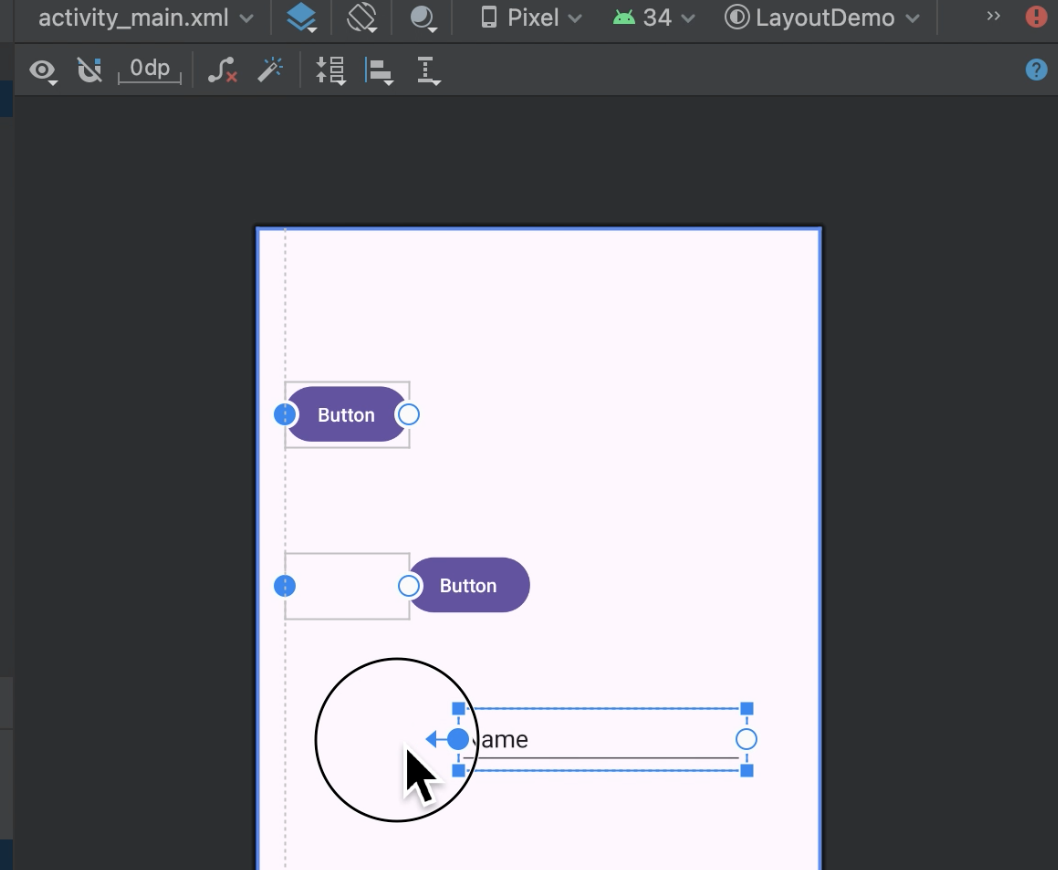 activity_main.xml Pixel 34 LayoutDemo
0dp
Button
Button
ame